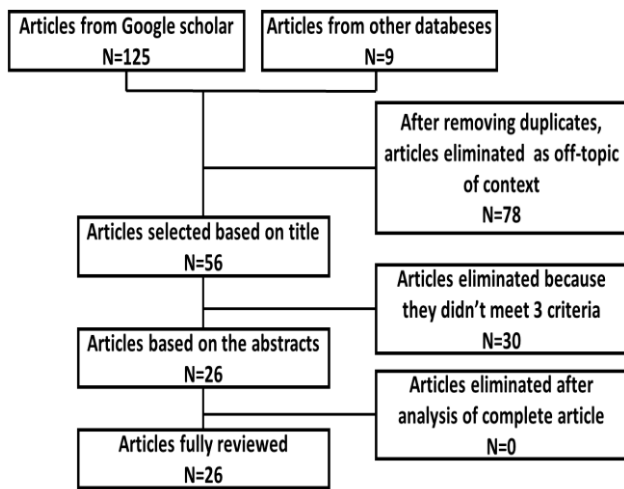 Articles from Google scholar
N=125
Articles from other databeses
N=9
After removing duplicates,
articles eliminated as off-topic
of context
N=78
Articles selected based on title
N=56
Articles eliminated because
they didn’t meet 3 criteria
N=30
Articles based on the abstracts
N=26
Articles eliminated after
analysis of complete article
N=0
Articles fully reviewed
N=26